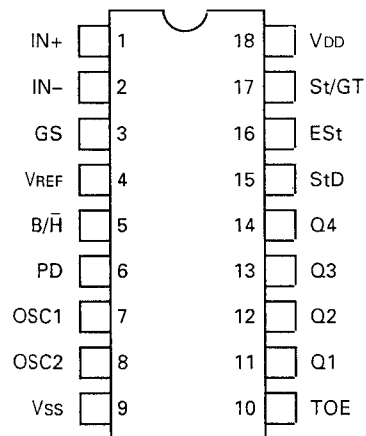 IN+ 1 18 VDD
IN− 2 17 St/GT
GS 3 16 ESt
VREF 4 15 StD
B/H̅ 5 14 Q4
PD 6 13 Q3
OSC1 7 12 Q2
OSC2 8 11 Q1
Vss 9 10 TOE